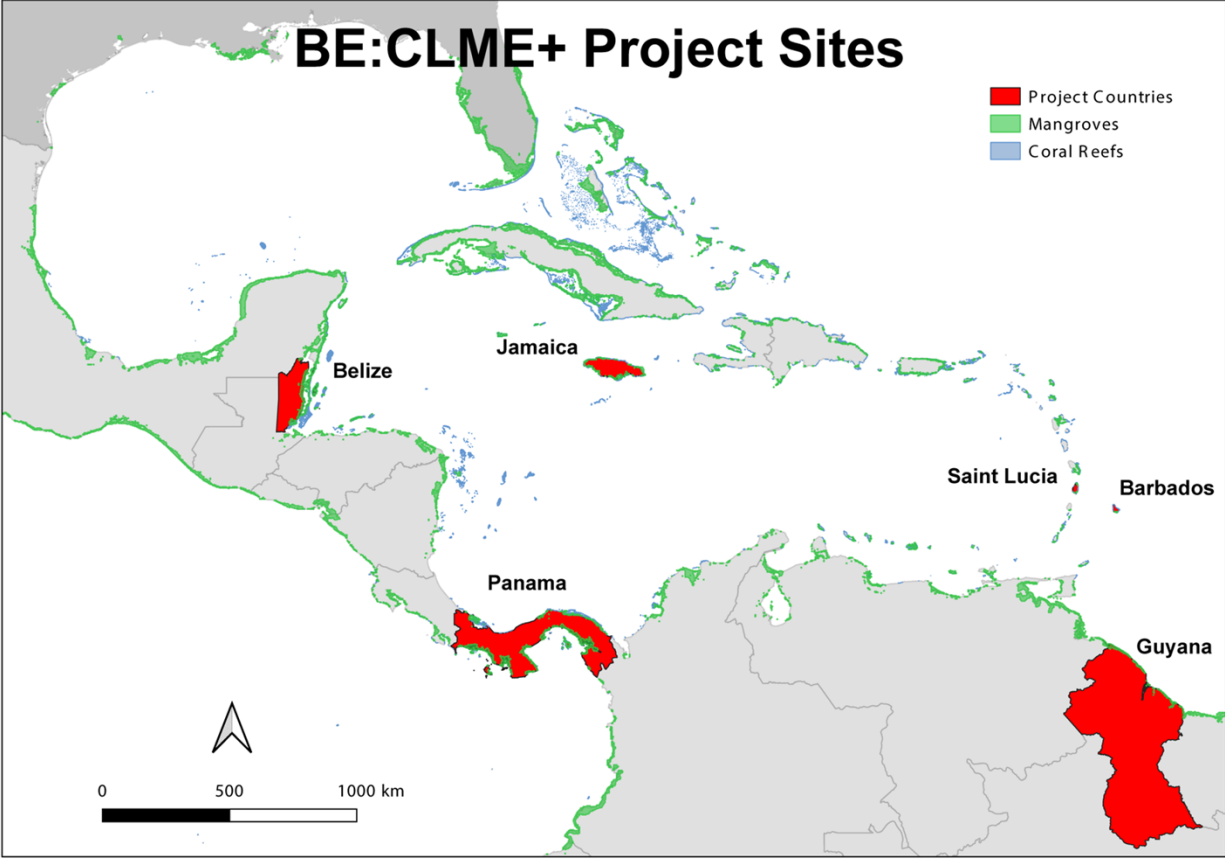 BE:CLME+ Project Sites
Project Countries
Mangroves
Coral Reefs
Jamaica
Belize
Saint Lucia
Barbados
Panama
Guyana
0 500 1000 km